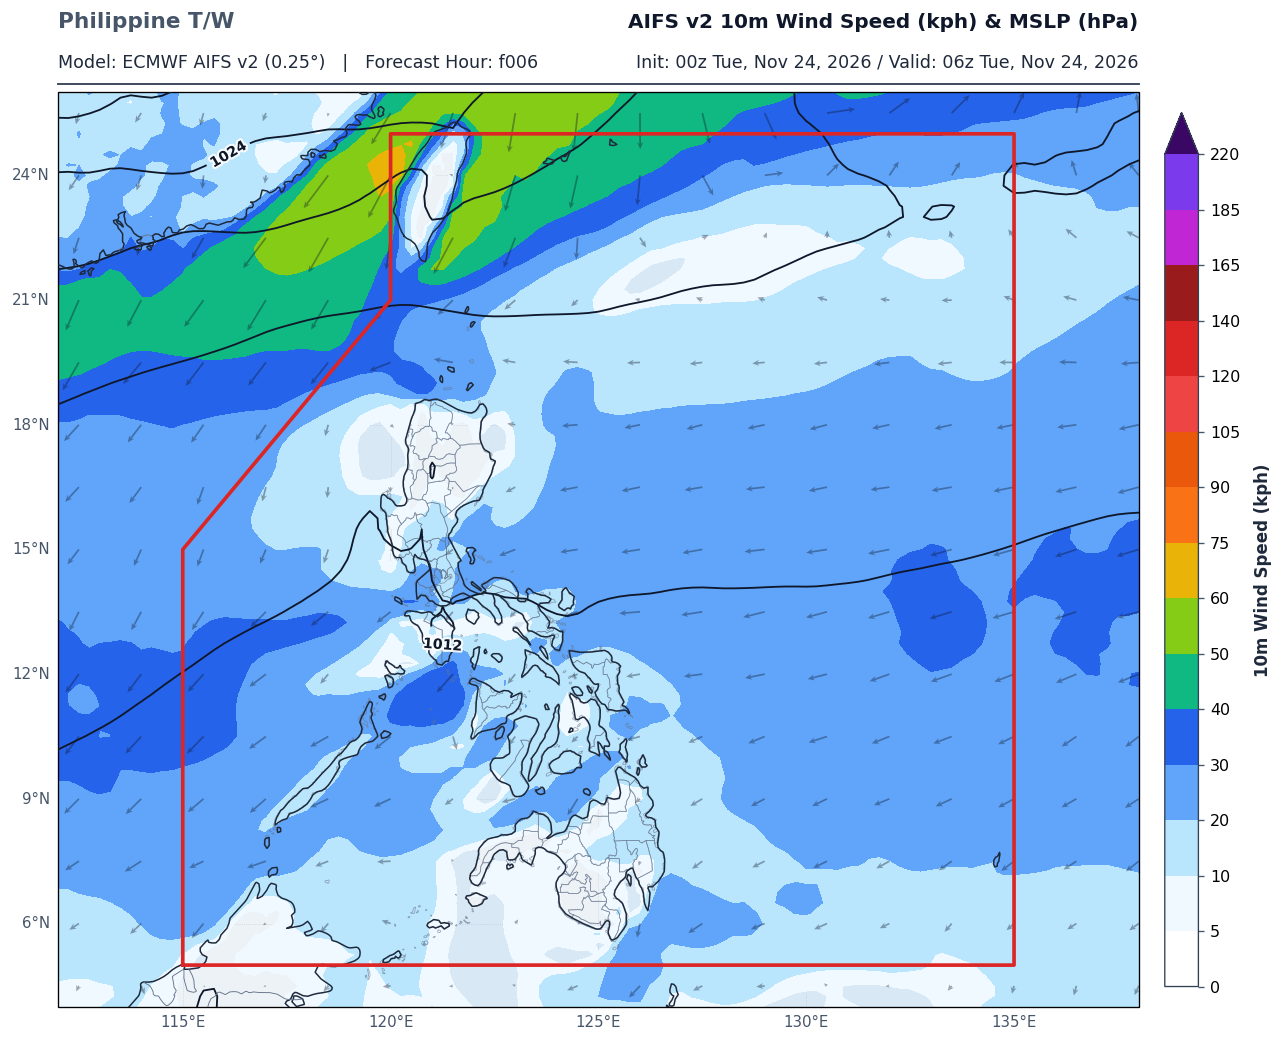 Philippine T/W
AIFS v2 10m Wind Speed (kph) & MSLP (hPa)
Model: ECMWF AIFS v2 (0.25°) | Forecast Hour: f006
Init: 00z Tue, Nov 24, 2026 / Valid: 06z Tue, Nov 24, 2026
1024
1012
24°N
21°N
18°N
15°N
12°N
9°N
6°N
115°E
120°E
125°E
130°E
135°E
220
185
165
140
120
105
90
75
60
50
40
30
20
10
5
0
10m Wind Speed (kph)